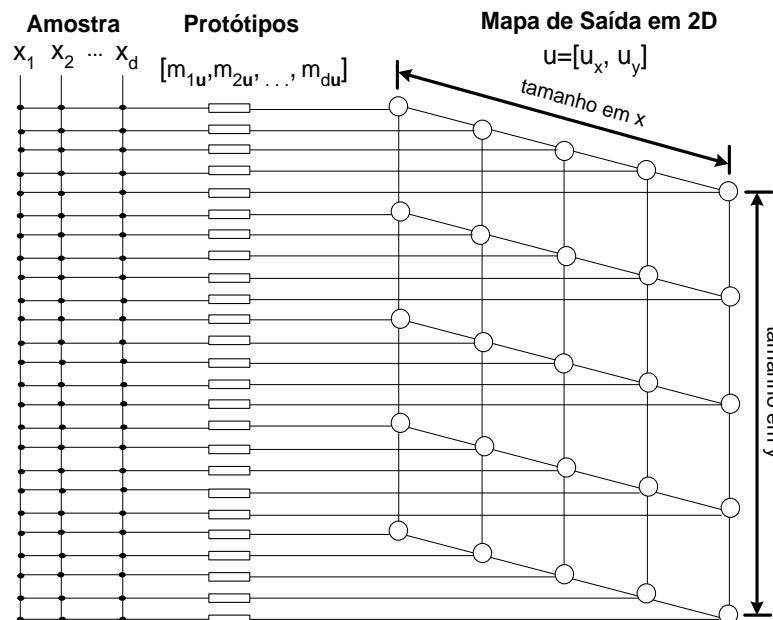 Amostra
Protótipos
Mapa de Saída em 2D
x1 x2 ... xd
[m1u,m2u, . . . , mdu]
u=[ux, uy]
tamanho em x
tamanho em y